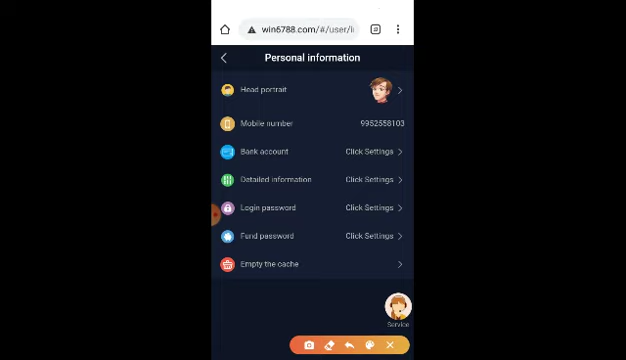 win6788.com/#/user/i
Personal information
Head portrait
Mobile number 9952558103
Bank account Click Settings
Detailed information Click Settings
Login password Click Settings
Fund password Click Settings
Empty the cache
Service